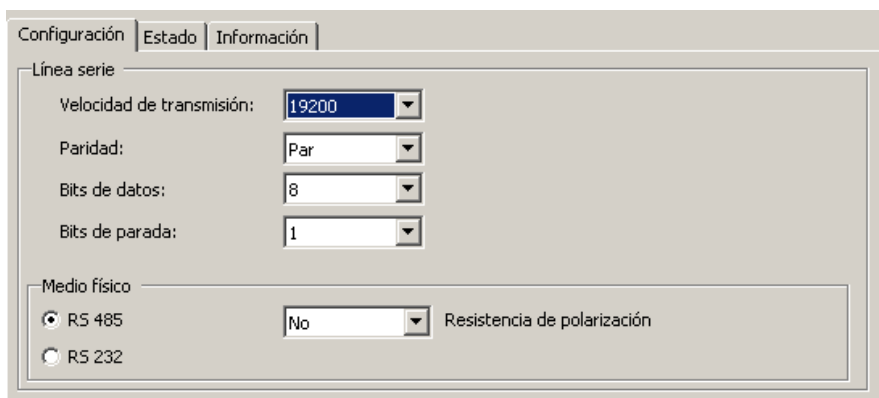 Configuración Estado Información
Línea serie
Velocidad de transmisión: 19200
Paridad: Par
Bits de datos: 8
Bits de parada: 1
Medio físico
RS 485 No Resistencia de polarización
RS 232